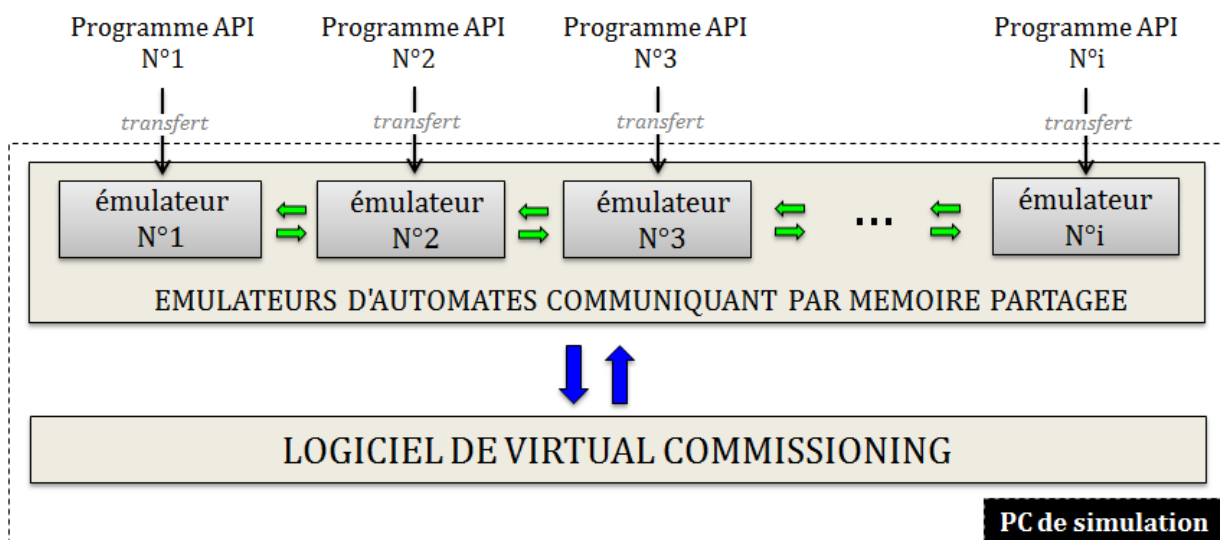 Programme API Programme API Programme API Programme API
N°1 N°2 N°3 N°i
transfert transfert transfert transfert
émulateur émulateur émulateur ... émulateur
N°1 N°2 N°3 N°i
EMULATEURS D'AUTOMATES COMMUNIQUANT PAR MEMOIRE PARTAGEE
LOGICIEL DE VIRTUAL COMMISSIONING
PC de simulation